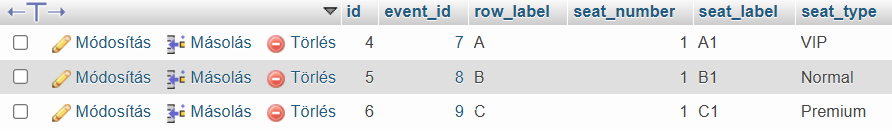 id event_id row_label seat_number seat_label seat_type
Módosítás Másolás Törlés 4 7 A 1 A1 VIP
Módosítás Másolás Törlés 5 8 B 1 B1 Normal
Módosítás Másolás Törlés 6 9 C 1 C1 Premium